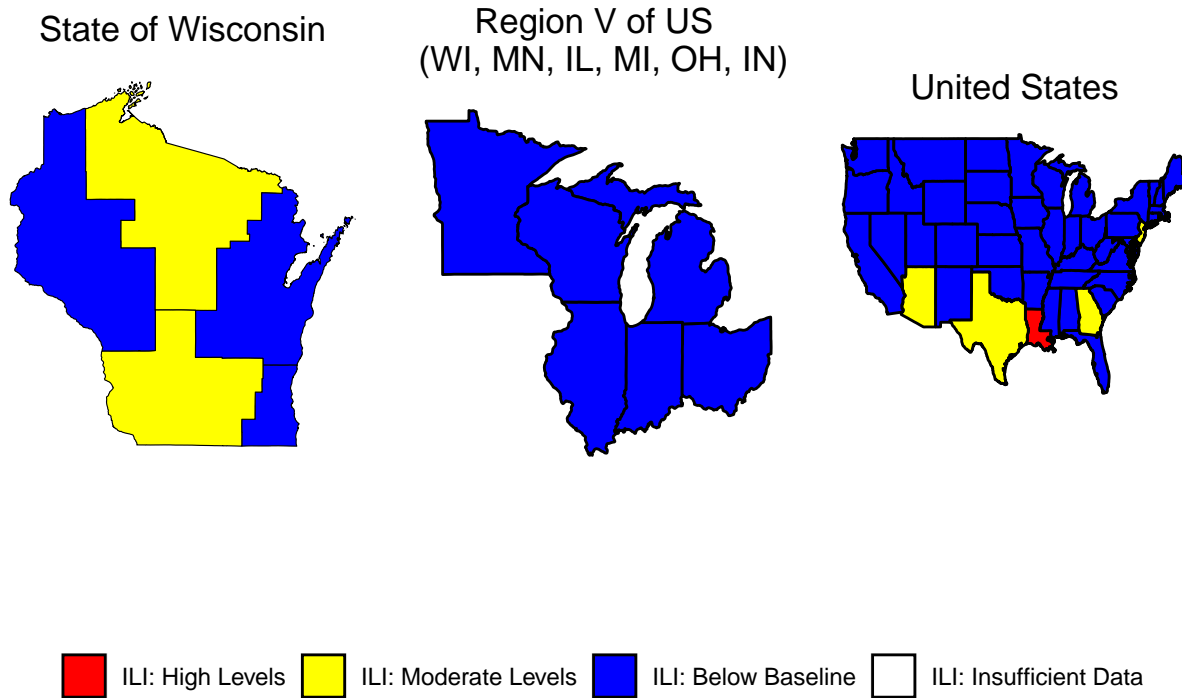 State of Wisconsin
Region V of US
(WI, MN, IL, MI, OH, IN)
United States
ILI: High Levels
ILI: Moderate Levels
ILI: Below Baseline
ILI: Insufficient Data